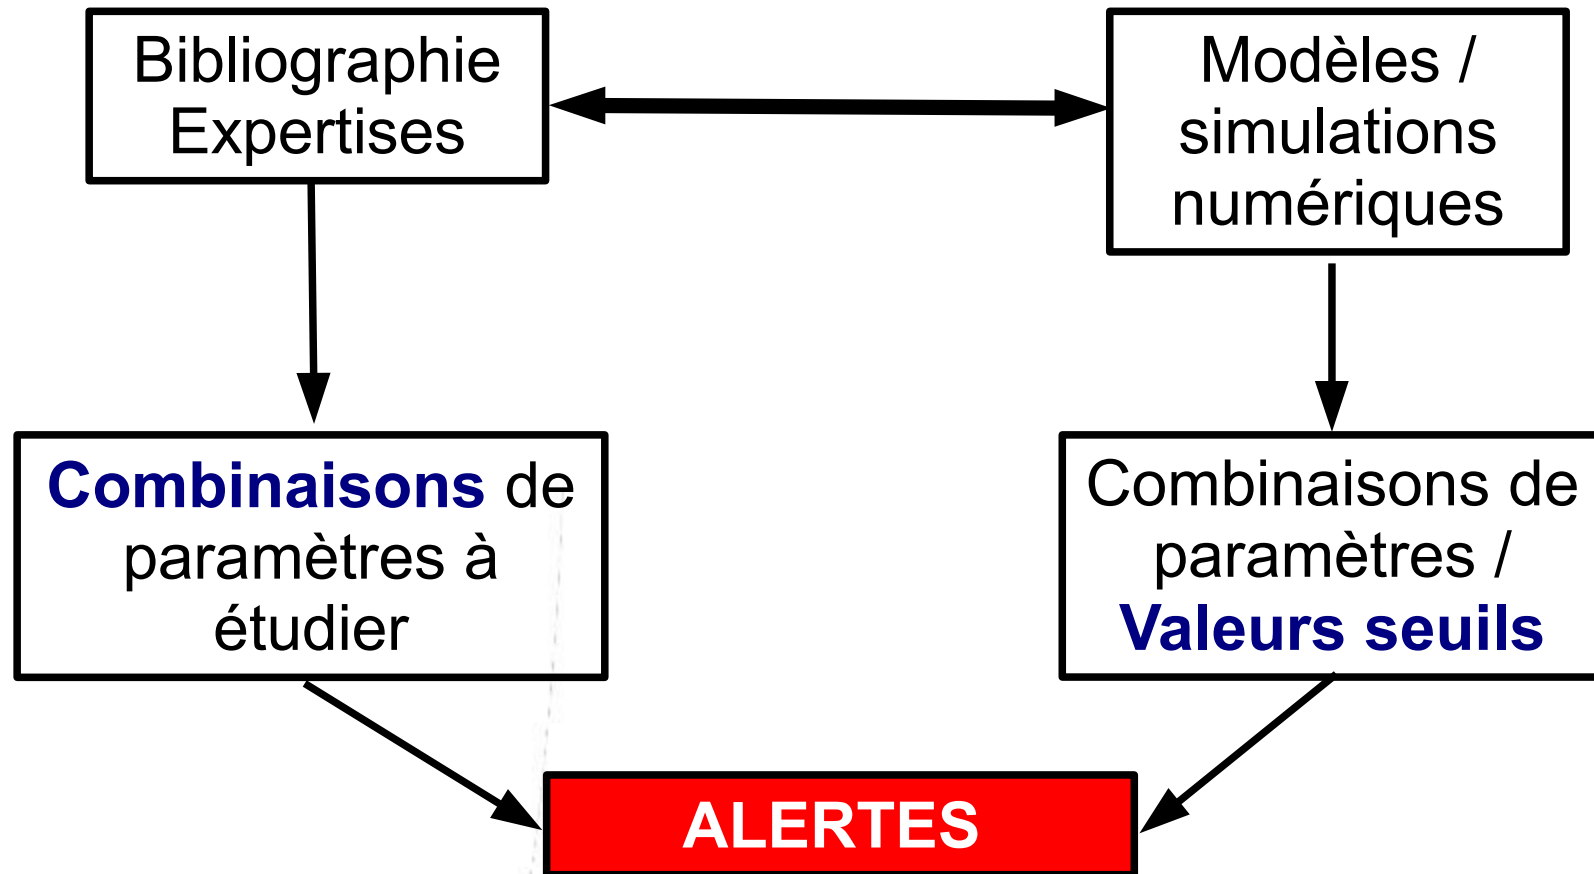 Bibliographie
Expertises
Modèles /
simulations
numériques
Combinaisons de
paramètres à
étudier
Combinaisons de
paramètres /
Valeurs seuils
ALERTES